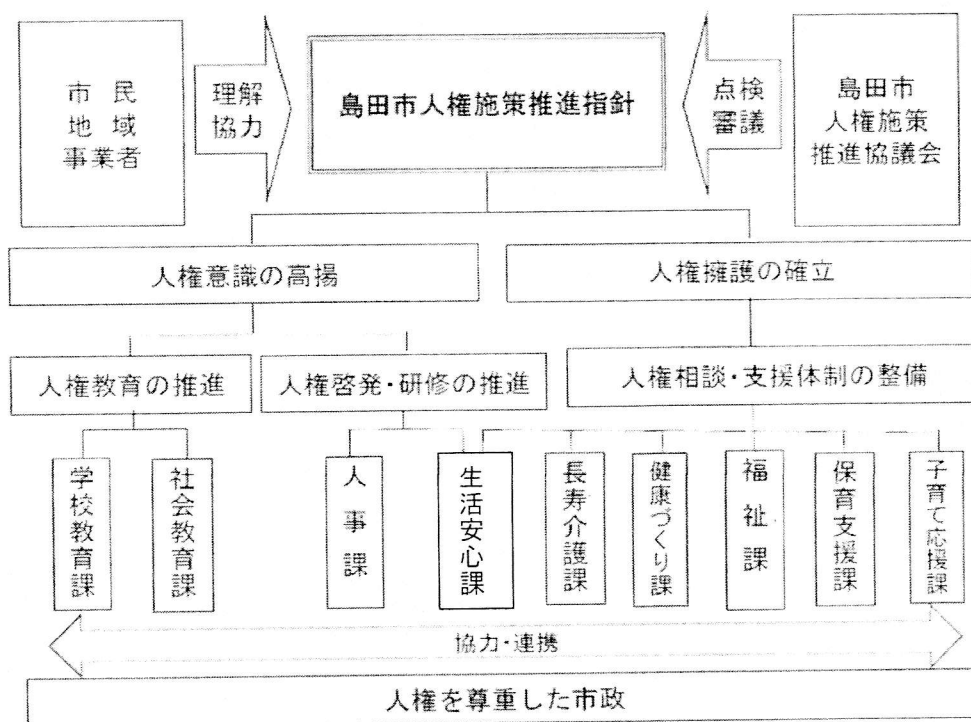 市民
地域
事業者
理解
協力
島田市人権施策推進指針
点検
審議
島田市
人権施策
推進協議会
人権意識の高揚
人権擁護の確立
人権教育の推進
人権啓発・研修の推進
人権相談・支援体制の整備
学校教育課
社会教育課
人事課
生活安心課
長寿介護課
健康づくり課
福祉課
保育支援課
子育て応援課
協力・連携
人権を尊重した市政